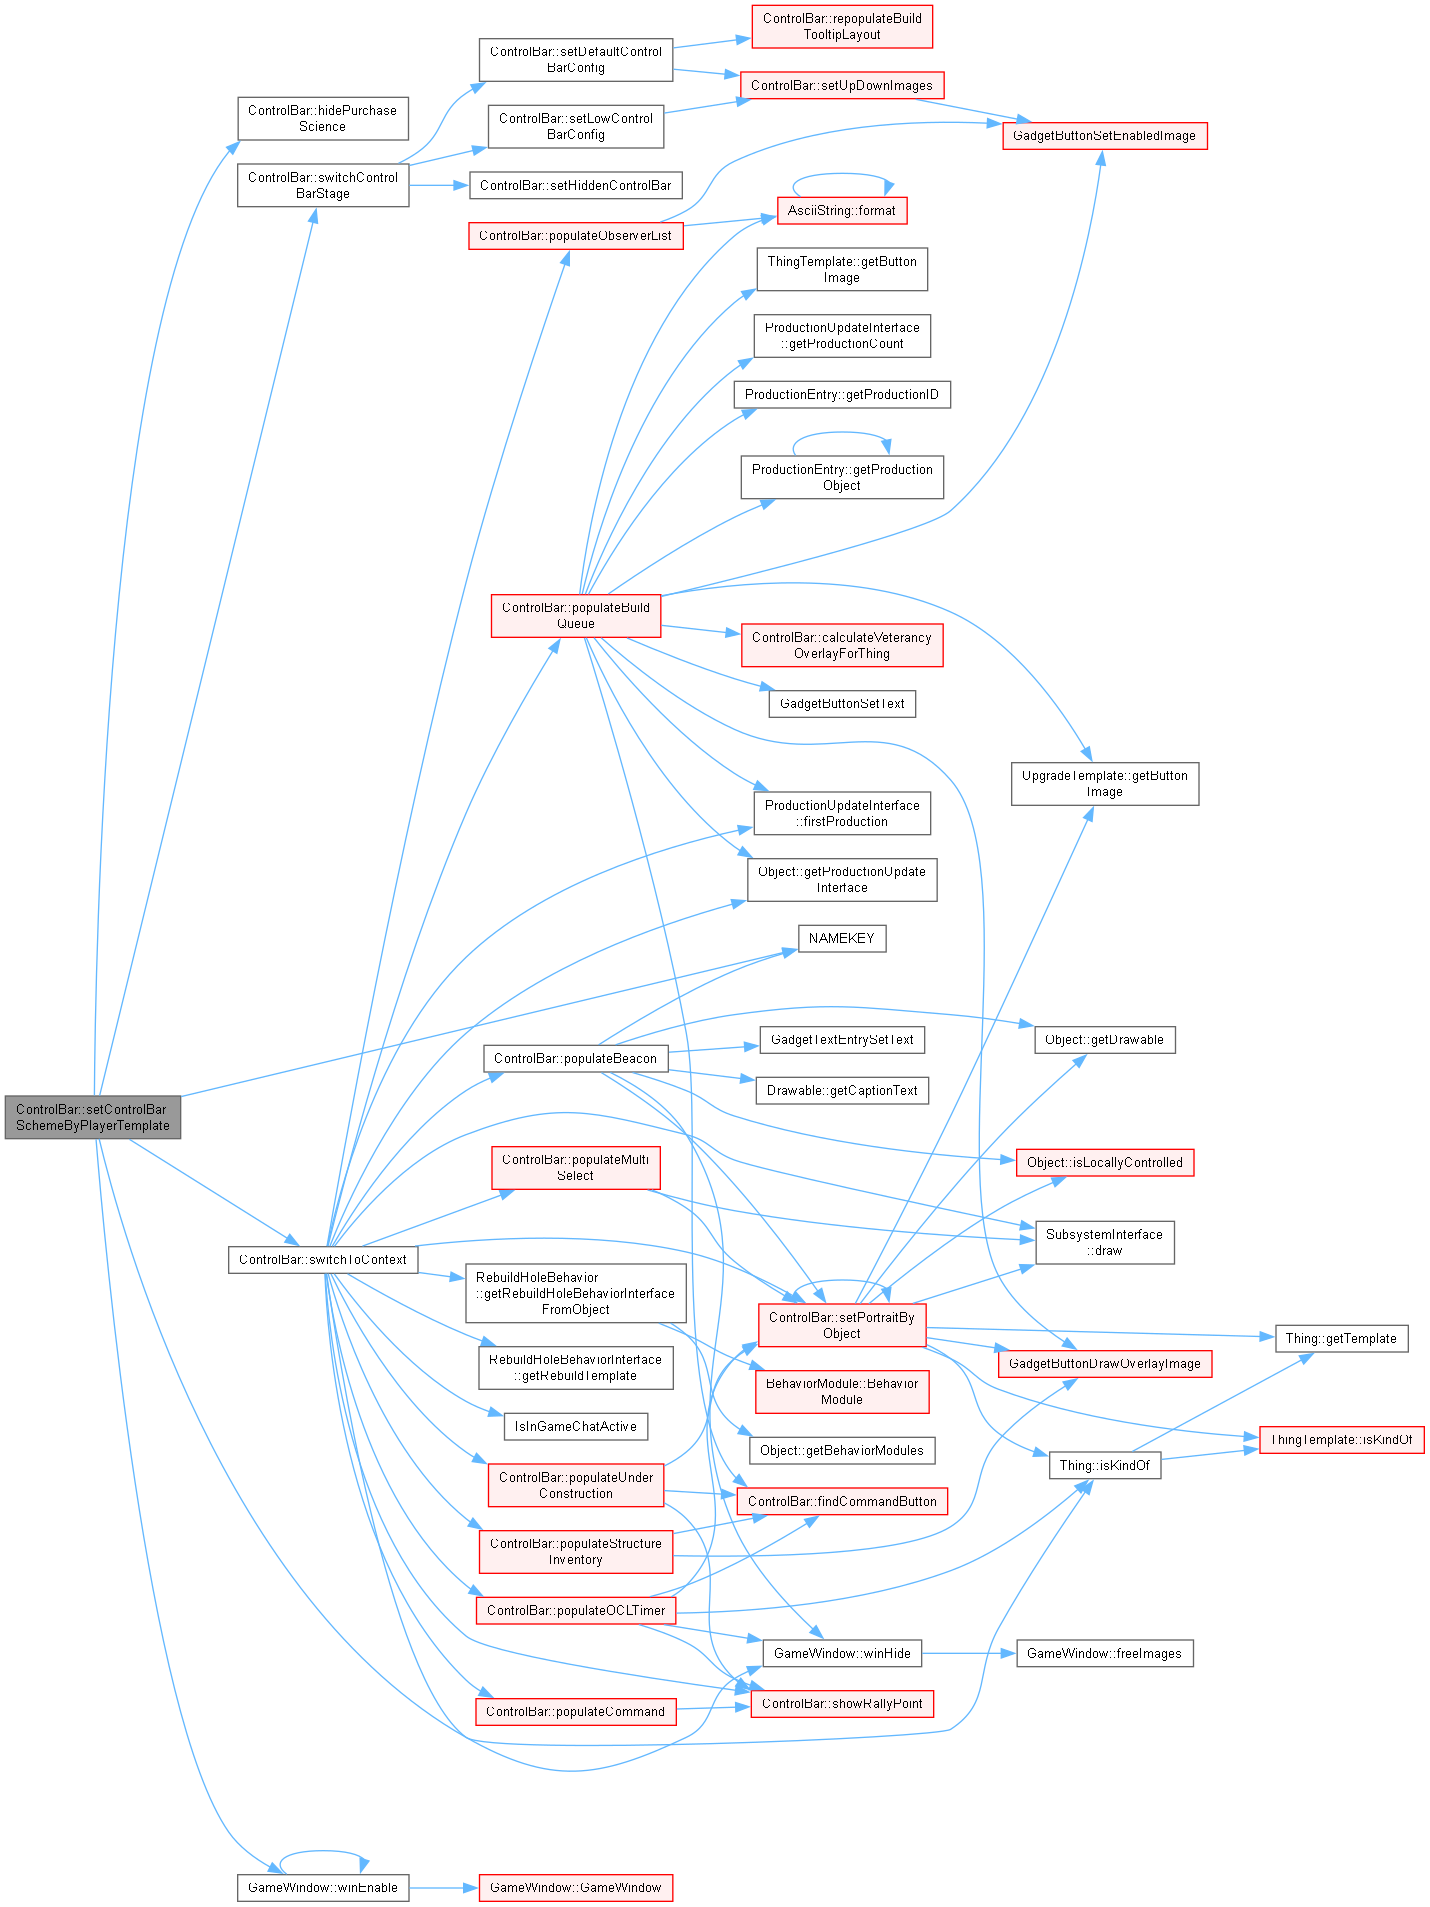 ControlBar::repopulateBuild
TooltipLayout
ControlBar::setDefaultControl
BarConfig
ControlBar::setUpDownImages
ControlBar::hidePurchase
Science
ControlBar::setLowControl
BarConfig
GadgetButtonSetEnabledImage
ControlBar::switchControl
BarStage
ControlBar::setHiddenControlBar
AsciiString::format
ControlBar::populateObserverList
ThingTemplate::getButton
Image
ProductionUpdateInterface
::getProductionCount
ProductionEntry::getProductionID
ProductionEntry::getProduction
Object
ControlBar::populateBuild
Queue
ControlBar::calculateVeterancy
OverlayForThing
GadgetButtonSetText
UpgradeTemplate::getButton
Image
ProductionUpdateInterface
::firstProduction
Object::getProductionUpdate
Interface
NAMEKEY
GadgetTextEntrySetText
Object::getDrawable
ControlBar::populateBeacon
Drawable::getCaptionText
ControlBar::setControlBar
SchemeByPlayerTemplate
ControlBar::populateMulti
Select
Object::isLocallyControlled
SubsystemInterface
::draw
ControlBar::switchToContext
RebuildHoleBehavior
::getRebuildHoleBehaviorInterface
FromObject
ControlBar::setPortraitBy
Object
Thing::getTemplate
RebuildHoleBehaviorInterface
::getRebuildTemplate
GadgetButtonDrawOverlayImage
BehaviorModule::Behavior
Module
IsInGameChatActive
Object::getBehaviorModules
ThingTemplate::isKindOf
Thing::isKindOf
ControlBar::populateUnder
Construction
ControlBar::findCommandButton
ControlBar::populateStructure
Inventory
ControlBar::populateOCLTimer
GameWindow::winHide
GameWindow::freeImages
ControlBar::populateCommand
ControlBar::showRallyPoint
GameWindow::winEnable
GameWindow::GameWindow